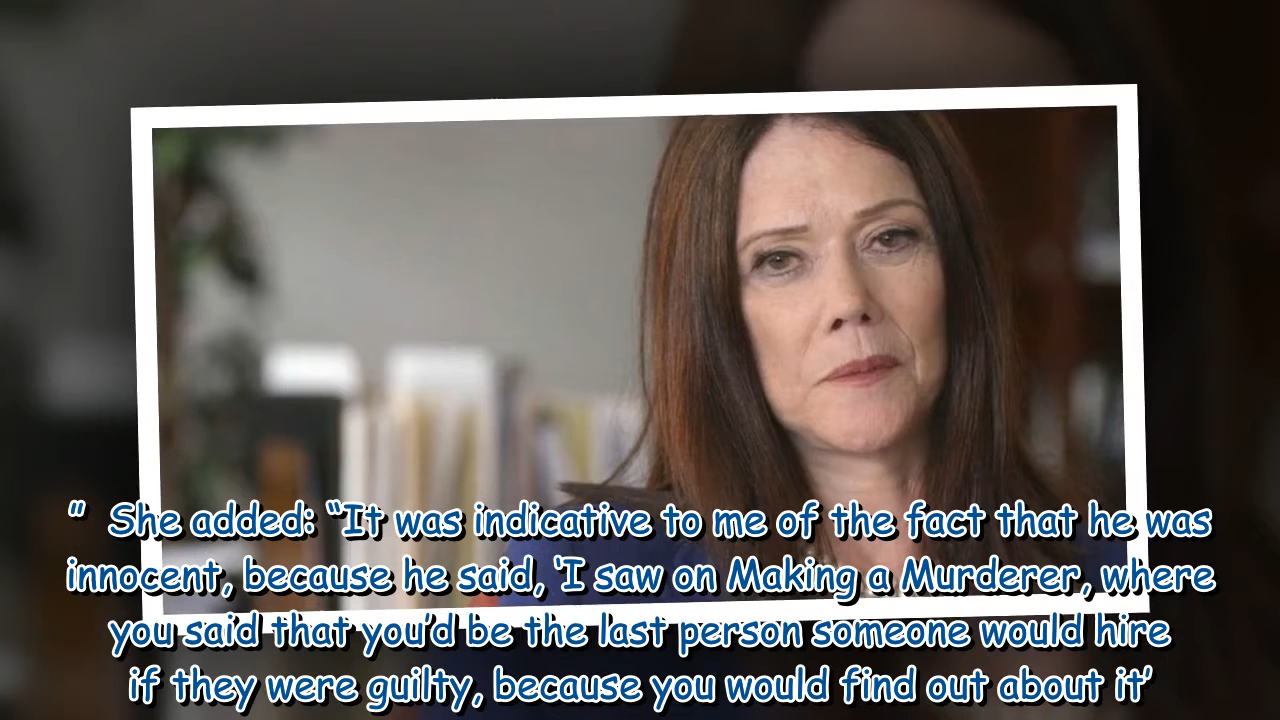 ”  She added: “It was indicative to me of the fact that he was
innocent, because he said, ‘I saw on Making a Murderer, where
you said that you’d be the last person someone would hire
if they were guilty, because you would find out about it’